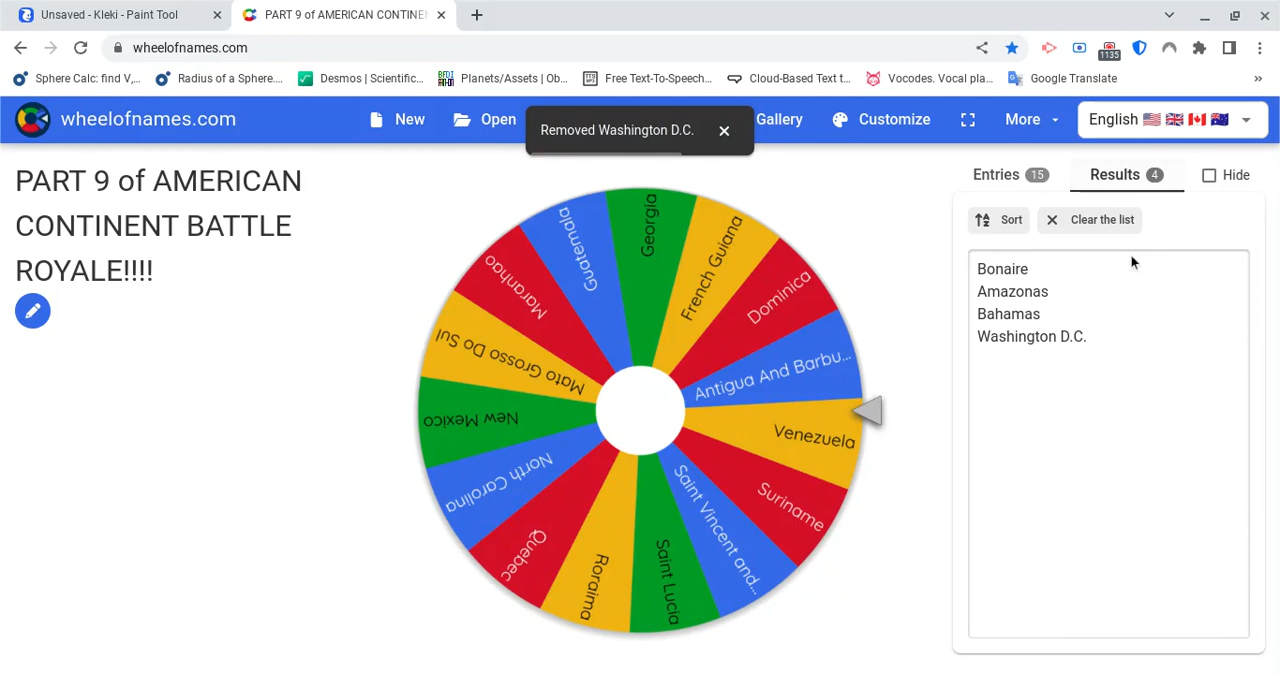 Unsaved - Kleki - Paint Tool
PART 9 of AMERICAN CONTINEN
wheelofnames.com
1135
Sphere Calc: find V,...
Radius of a Sphere....
Desmos | Scientific...
Planets/Assets | Ob...
Free Text-To-Speech...
Cloud-Based Text t...
Vocodes. Vocal pla...
Google Translate
»
wheelofnames.com
New
Open
Gallery
Customize
More
English
Removed Washington D.C.
PART 9 of AMERICAN
CONTINENT BATTLE
ROYALE!!!!
Georgia
French Guiana
Dominica
Antigua And Barbu...
Venezuela
Suriname
Saint Vincent and...
Saint Lucia
Roraima
Quebec
North Carolina
New Mexico
Mato Grosso Do Sul
Maranhao
Guatemala
Entries 15
Results 4
Hide
Sort
Clear the list
Bonaire
Amazonas
Bahamas
Washington D.C.